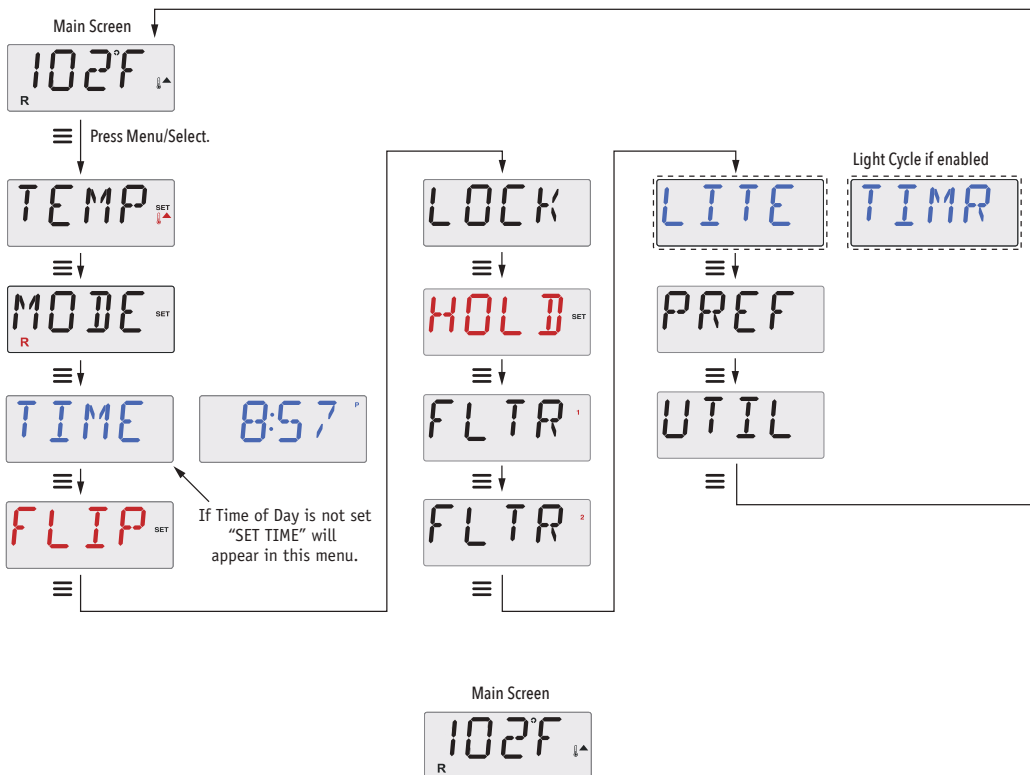 Main Screen
102°F
R
Press Menu/Select.
TEMP SET
MODE SET
R
TIME
8:57 P
FLIP SET
If Time of Day is not set
“SET TIME” will
appear in this menu.
LOCK
HOLD SET
FLTR 1
FLTR 2
LITE
Light Cycle if enabled
TIMR
PREF
UTIL
Main Screen
102°F
R